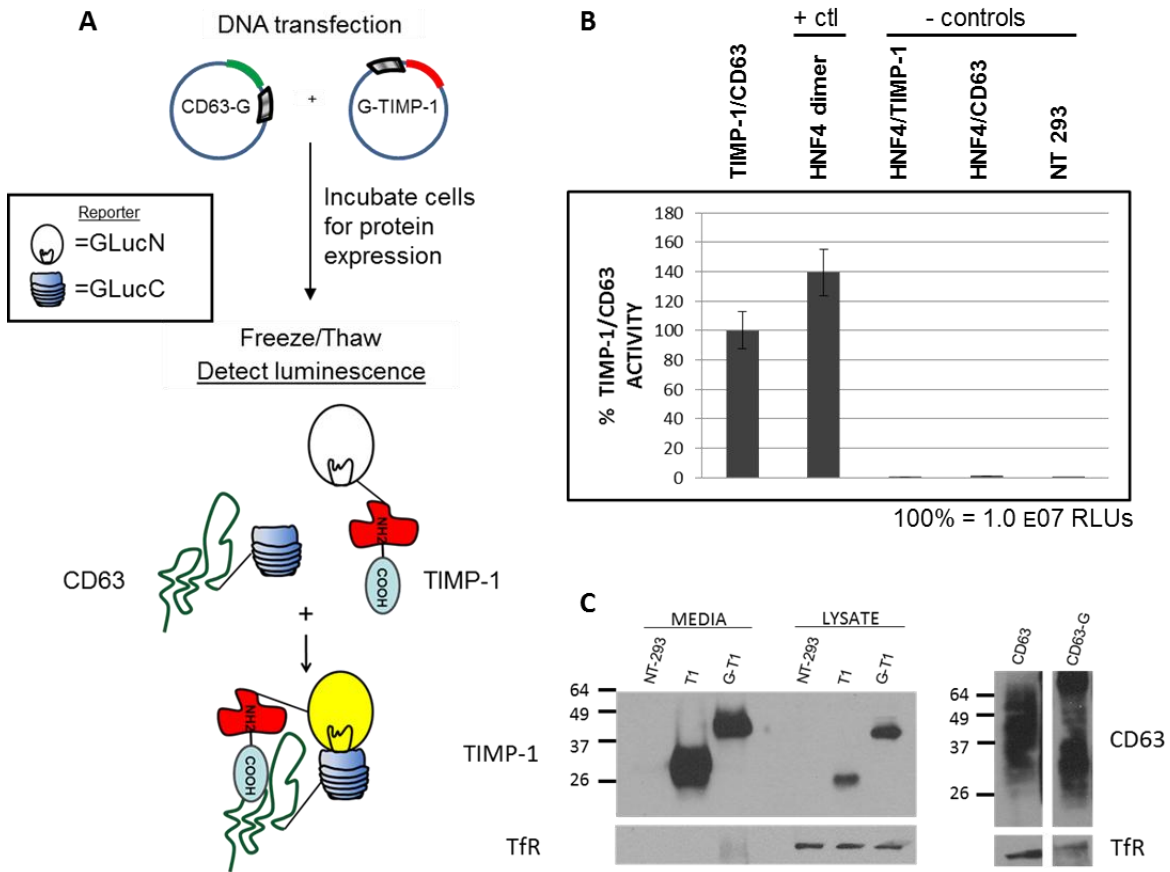 A
DNA transfection
CD63-G
+
G-TIMP-1
Incubate cells
for protein
expression
Reporter
=GLucN
=GLucC
Freeze/Thaw
Detect luminescence
NH2
COOH
CD63
TIMP-1
+
NH2
COOH
B
+ ctl
- controls
TIMP-1/CD63
HNF4 dimer
HNF4/TIMP-1
HNF4/CD63
NT 293
% TIMP-1/CD63
ACTIVITY
180
160
140
120
100
80
60
40
20
0
100% = 1.0 E07 RLUs
C
MEDIA
LYSATE
NT-293
T1
G-T1
NT-293
T1
G-T1
64
49
37
26
TIMP-1
TfR
CD63
CD63-G
64
49
37
26
CD63
TfR